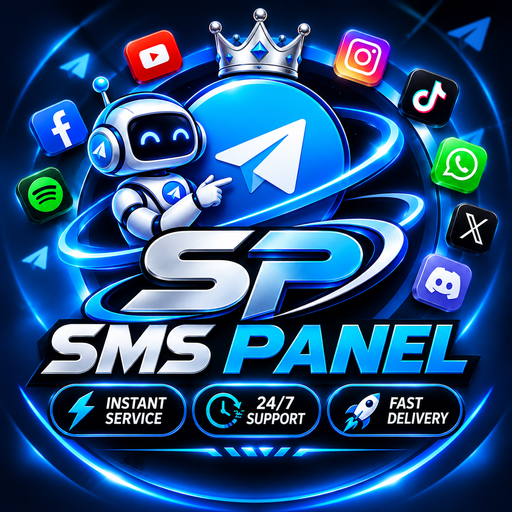 SP
SMS PANEL
INSTANT
SERVICE
24/7
SUPPORT
FAST
DELIVERY